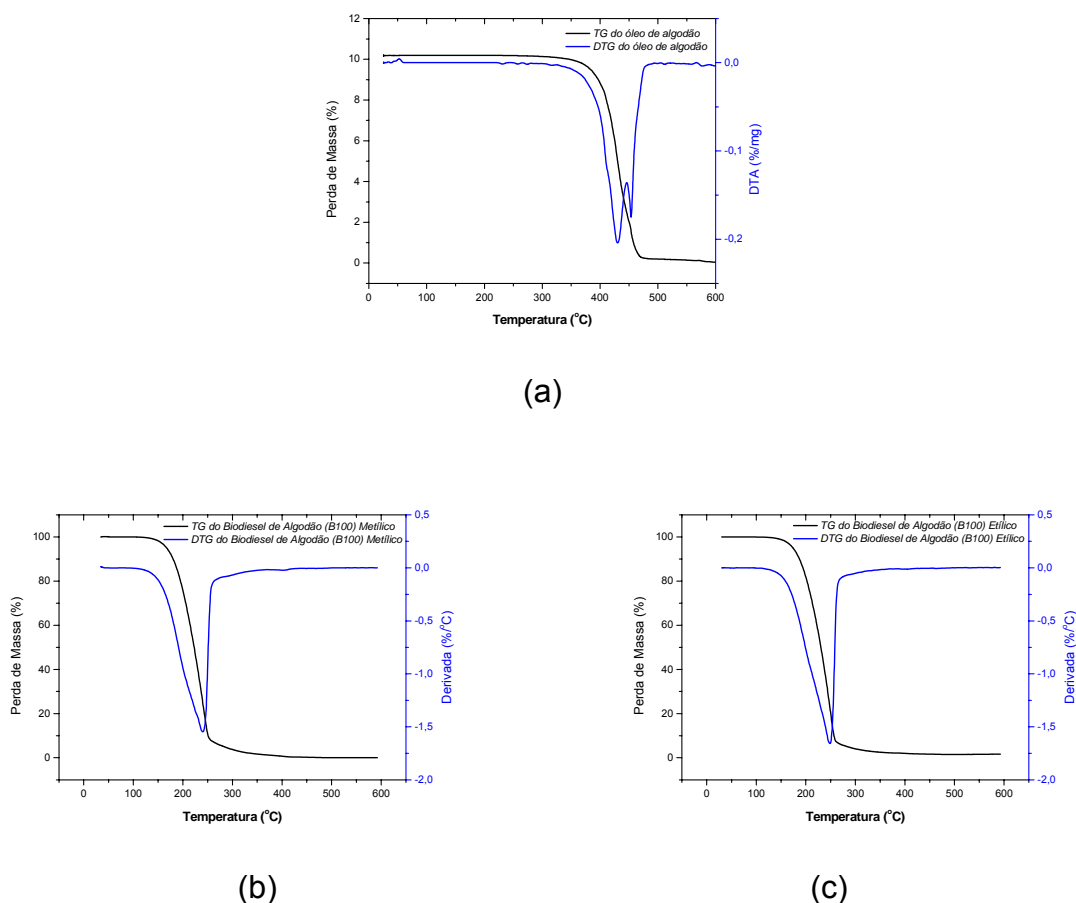 TG do óleo de algodão
DTG do óleo de algodão
12
10
8
6
4
2
0
Perda de Massa (%)
0,0
-0,1
-0,2
DTA (%/mg)
0 100 200 300 400 500 600
Temperatura (°C)
(a)
TG do Biodiesel de Algodão (B100) Metílico
DTG do Biodiesel de Algodão (B100) Metílico
100
80
60
40
20
0
Perda de Massa (%)
0,5
0,0
-0,5
-1,0
-1,5
-2,0
Derivada (%/°C)
0 100 200 300 400 500 600
Temperatura (°C)
(b)
TG do Biodiesel de Algodão (B100) Etílico
DTG do Biodiesel de Algodão (B100) Etílico
100
80
60
40
20
0
Perda de Massa (%)
0,5
0,0
-0,5
-1,0
-1,5
-2,0
Derivada (%/°C)
0 100 200 300 400 500 600
Temperatura (°C)
(c)